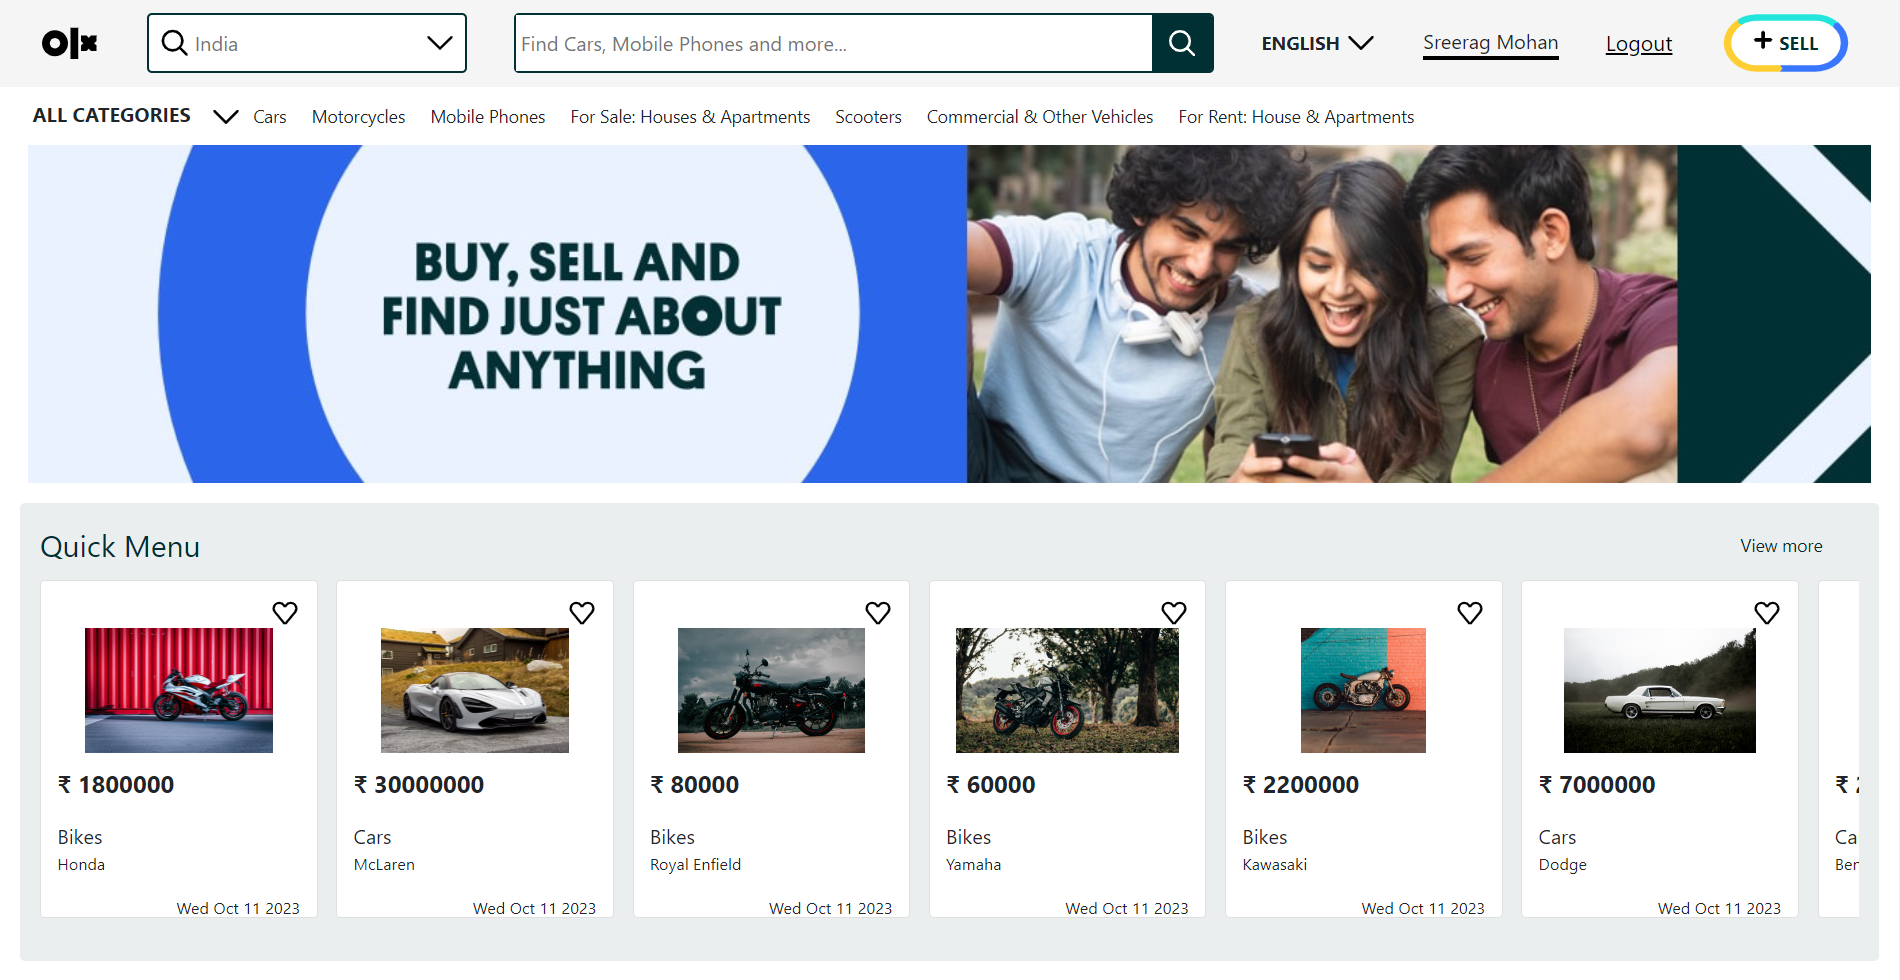 olx
India
Find Cars, Mobile Phones and more...
ENGLISH
Sreerag Mohan
Logout
+ SELL
ALL CATEGORIES
Cars
Motorcycles
Mobile Phones
For Sale: Houses & Apartments
Scooters
Commercial & Other Vehicles
For Rent: House & Apartments
BUY, SELL AND
FIND JUST ABOUT
ANYTHING
Quick Menu
View more
₹ 1800000
Bikes
Honda
Wed Oct 11 2023
₹ 30000000
Cars
McLaren
Wed Oct 11 2023
₹ 80000
Bikes
Royal Enfield
Wed Oct 11 2023
₹ 60000
Bikes
Yamaha
Wed Oct 11 2023
₹ 2200000
Bikes
Kawasaki
Wed Oct 11 2023
₹ 7000000
Cars
Dodge
Wed Oct 11 2023
₹
Ca
Ber